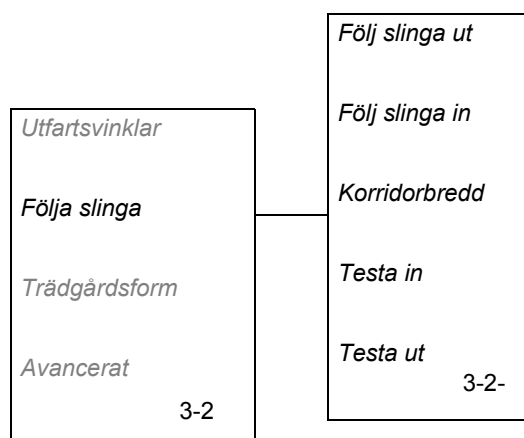 Utfartsvinklar
Följa slinga
Trädgårdsform
Avancerat
3-2
Följ slinga ut
Följ slinga in
Korridorbredd
Testa in
Testa ut
3-2-